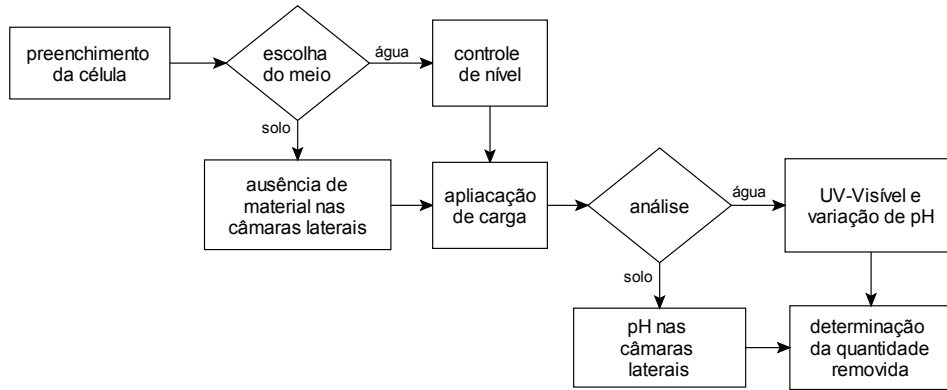 preenchimento
da célula
escolha
do meio
água
controle
de nível
solo
ausência de
material nas
câmaras laterais
apliacação
de carga
análise
água
UV-Visível e
variação de pH
solo
pH nas
câmaras
laterais
determinação
da quantidade
removida